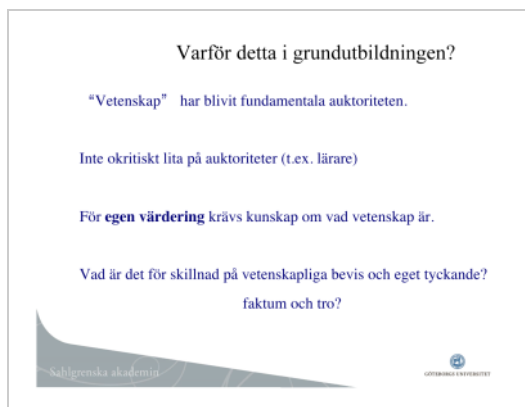 Varför detta i grundutbildningen?
“Vetenskap” har blivit fundamentala auktoriteten.
Inte okritiskt lita på auktoriteter (t.ex. lärare)
För egen värdering krävs kunskap om vad vetenskap är.
Vad är det för skillnad på vetenskapliga bevis och eget tyckande?
faktum och tro?
Sahlgrenska akademin
GÖTEBORGS UNIVERSITET